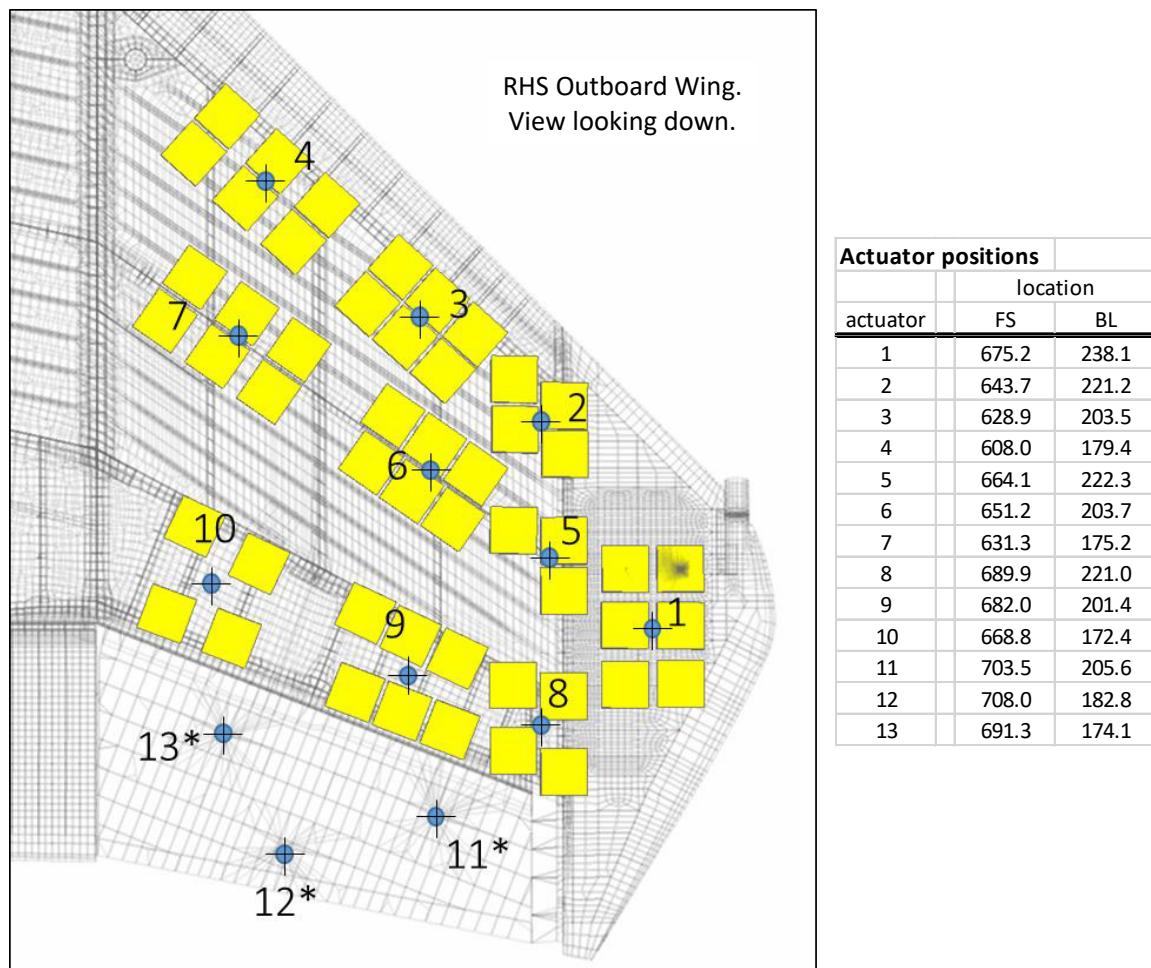 RHS Outboard Wing.
View looking down.
4
3
7
2
6
5
10
1
9
8
13*
11*
12*
Actuator positions
location
actuator FS BL
1 675.2 238.1
2 643.7 221.2
3 628.9 203.5
4 608.0 179.4
5 664.1 222.3
6 651.2 203.7
7 631.3 175.2
8 689.9 221.0
9 682.0 201.4
10 668.8 172.4
11 703.5 205.6
12 708.0 182.8
13 691.3 174.1